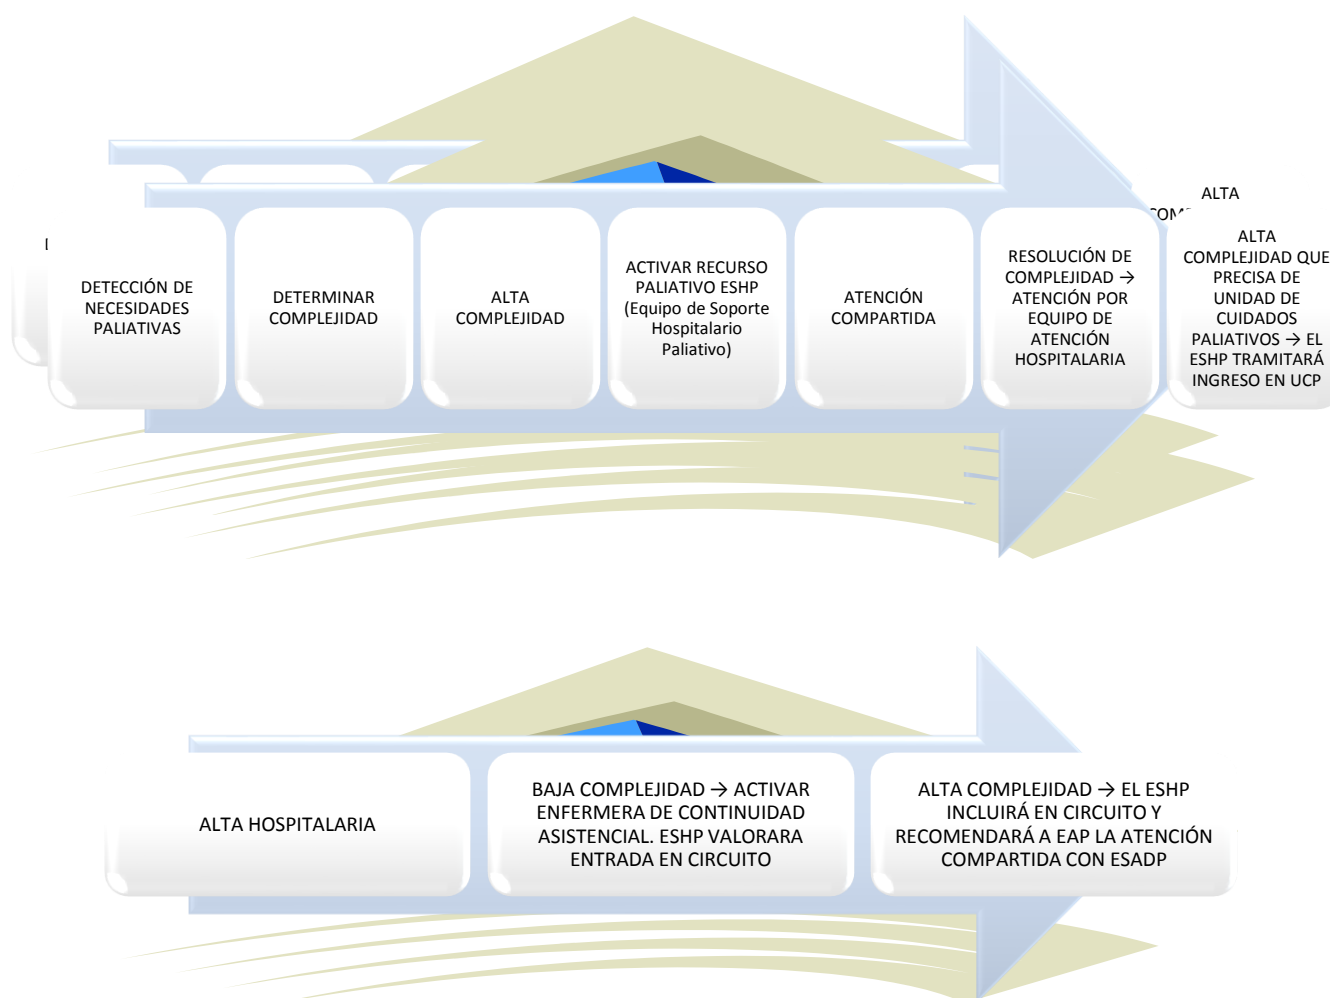 ALTA
DETECCIÓN DE
NECESIDADES
PALIATIVAS
DETERMINAR
COMPLEJIDAD
ALTA
COMPLEJIDAD
ACTIVAR RECURSO
PALIATIVO ESHP
(Equipo de Soporte
Hospitalario
Paliativo)
ATENCIÓN
COMPARTIDA
RESOLUCIÓN DE
COMPLEJIDAD →
ATENCIÓN POR
EQUIPO DE
ATENCIÓN
HOSPITALARIA
ALTA
COMPLEJIDAD QUE
PRECISA DE
UNIDAD DE
CUIDADOS
PALIATIVOS → EL
ESHP TRAMITARÁ
INGRESO EN UCP
ALTA HOSPITALARIA
BAJA COMPLEJIDAD → ACTIVAR
ENFERMERA DE CONTINUIDAD
ASISTENCIAL. ESHP VALORARA
ENTRADA EN CIRCUITO
ALTA COMPLEJIDAD → EL ESHP
INCLUIRÁ EN CIRCUITO Y
RECOMENDARÁ A EAP LA ATENCIÓN
COMPARTIDA CON ESADP